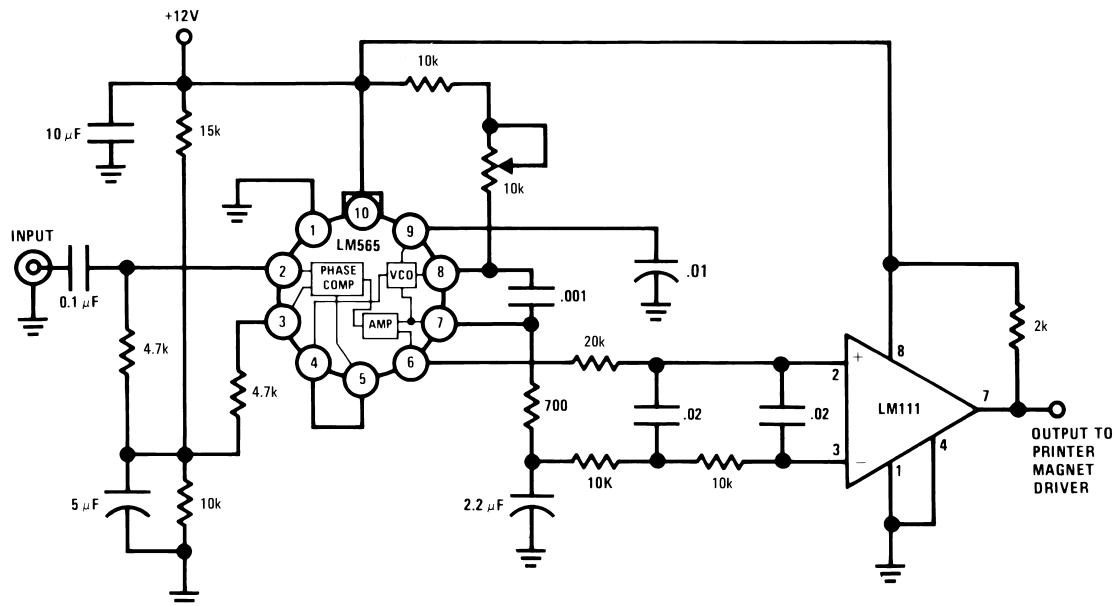 +12V
10k
10 µF
15k
10k
10
1
9
LM565
INPUT
2
PHASE
COMP
VCO
8
.01
0.1 µF
.001
3
AMP
7
2k
4.7k
4
5
6
20k
8
+
2
4.7k
700
.02
.02
LM111
7
3
−
4
1
OUTPUT TO
PRINTER
MAGNET
DRIVER
5 µF
10k
10K
10k
2.2 µF